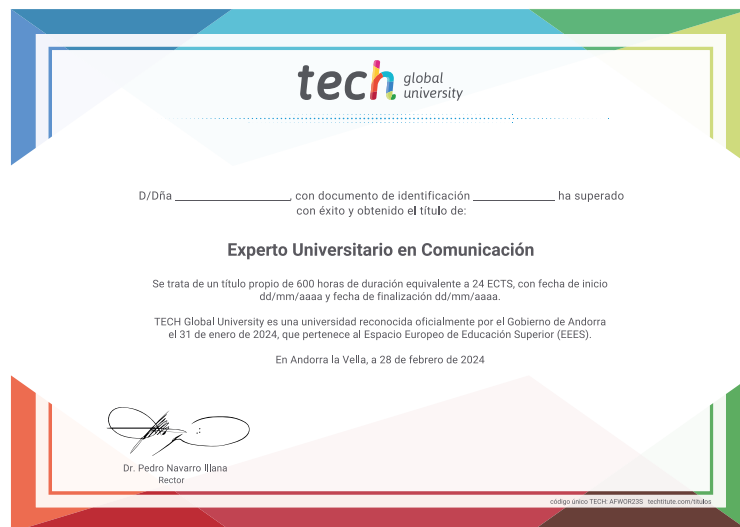 tech global university
D/Dña ____________________, con documento de identificación ______________ ha superado
con éxito y obtenido el título de:
Experto Universitario en Comunicación
Se trata de un título propio de 600 horas de duración equivalente a 24 ECTS, con fecha de inicio
dd/mm/aaaa y fecha de finalización dd/mm/aaaa.
TECH Global University es una universidad reconocida oficialmente por el Gobierno de Andorra
el 31 de enero de 2024, que pertenece al Espacio Europeo de Educación Superior (EEES).
En Andorra la Vella, a 28 de febrero de 2024
Dr. Pedro Navarro Illana
Rector
código único TECH: AFWOR23S techtitute.com/titulos